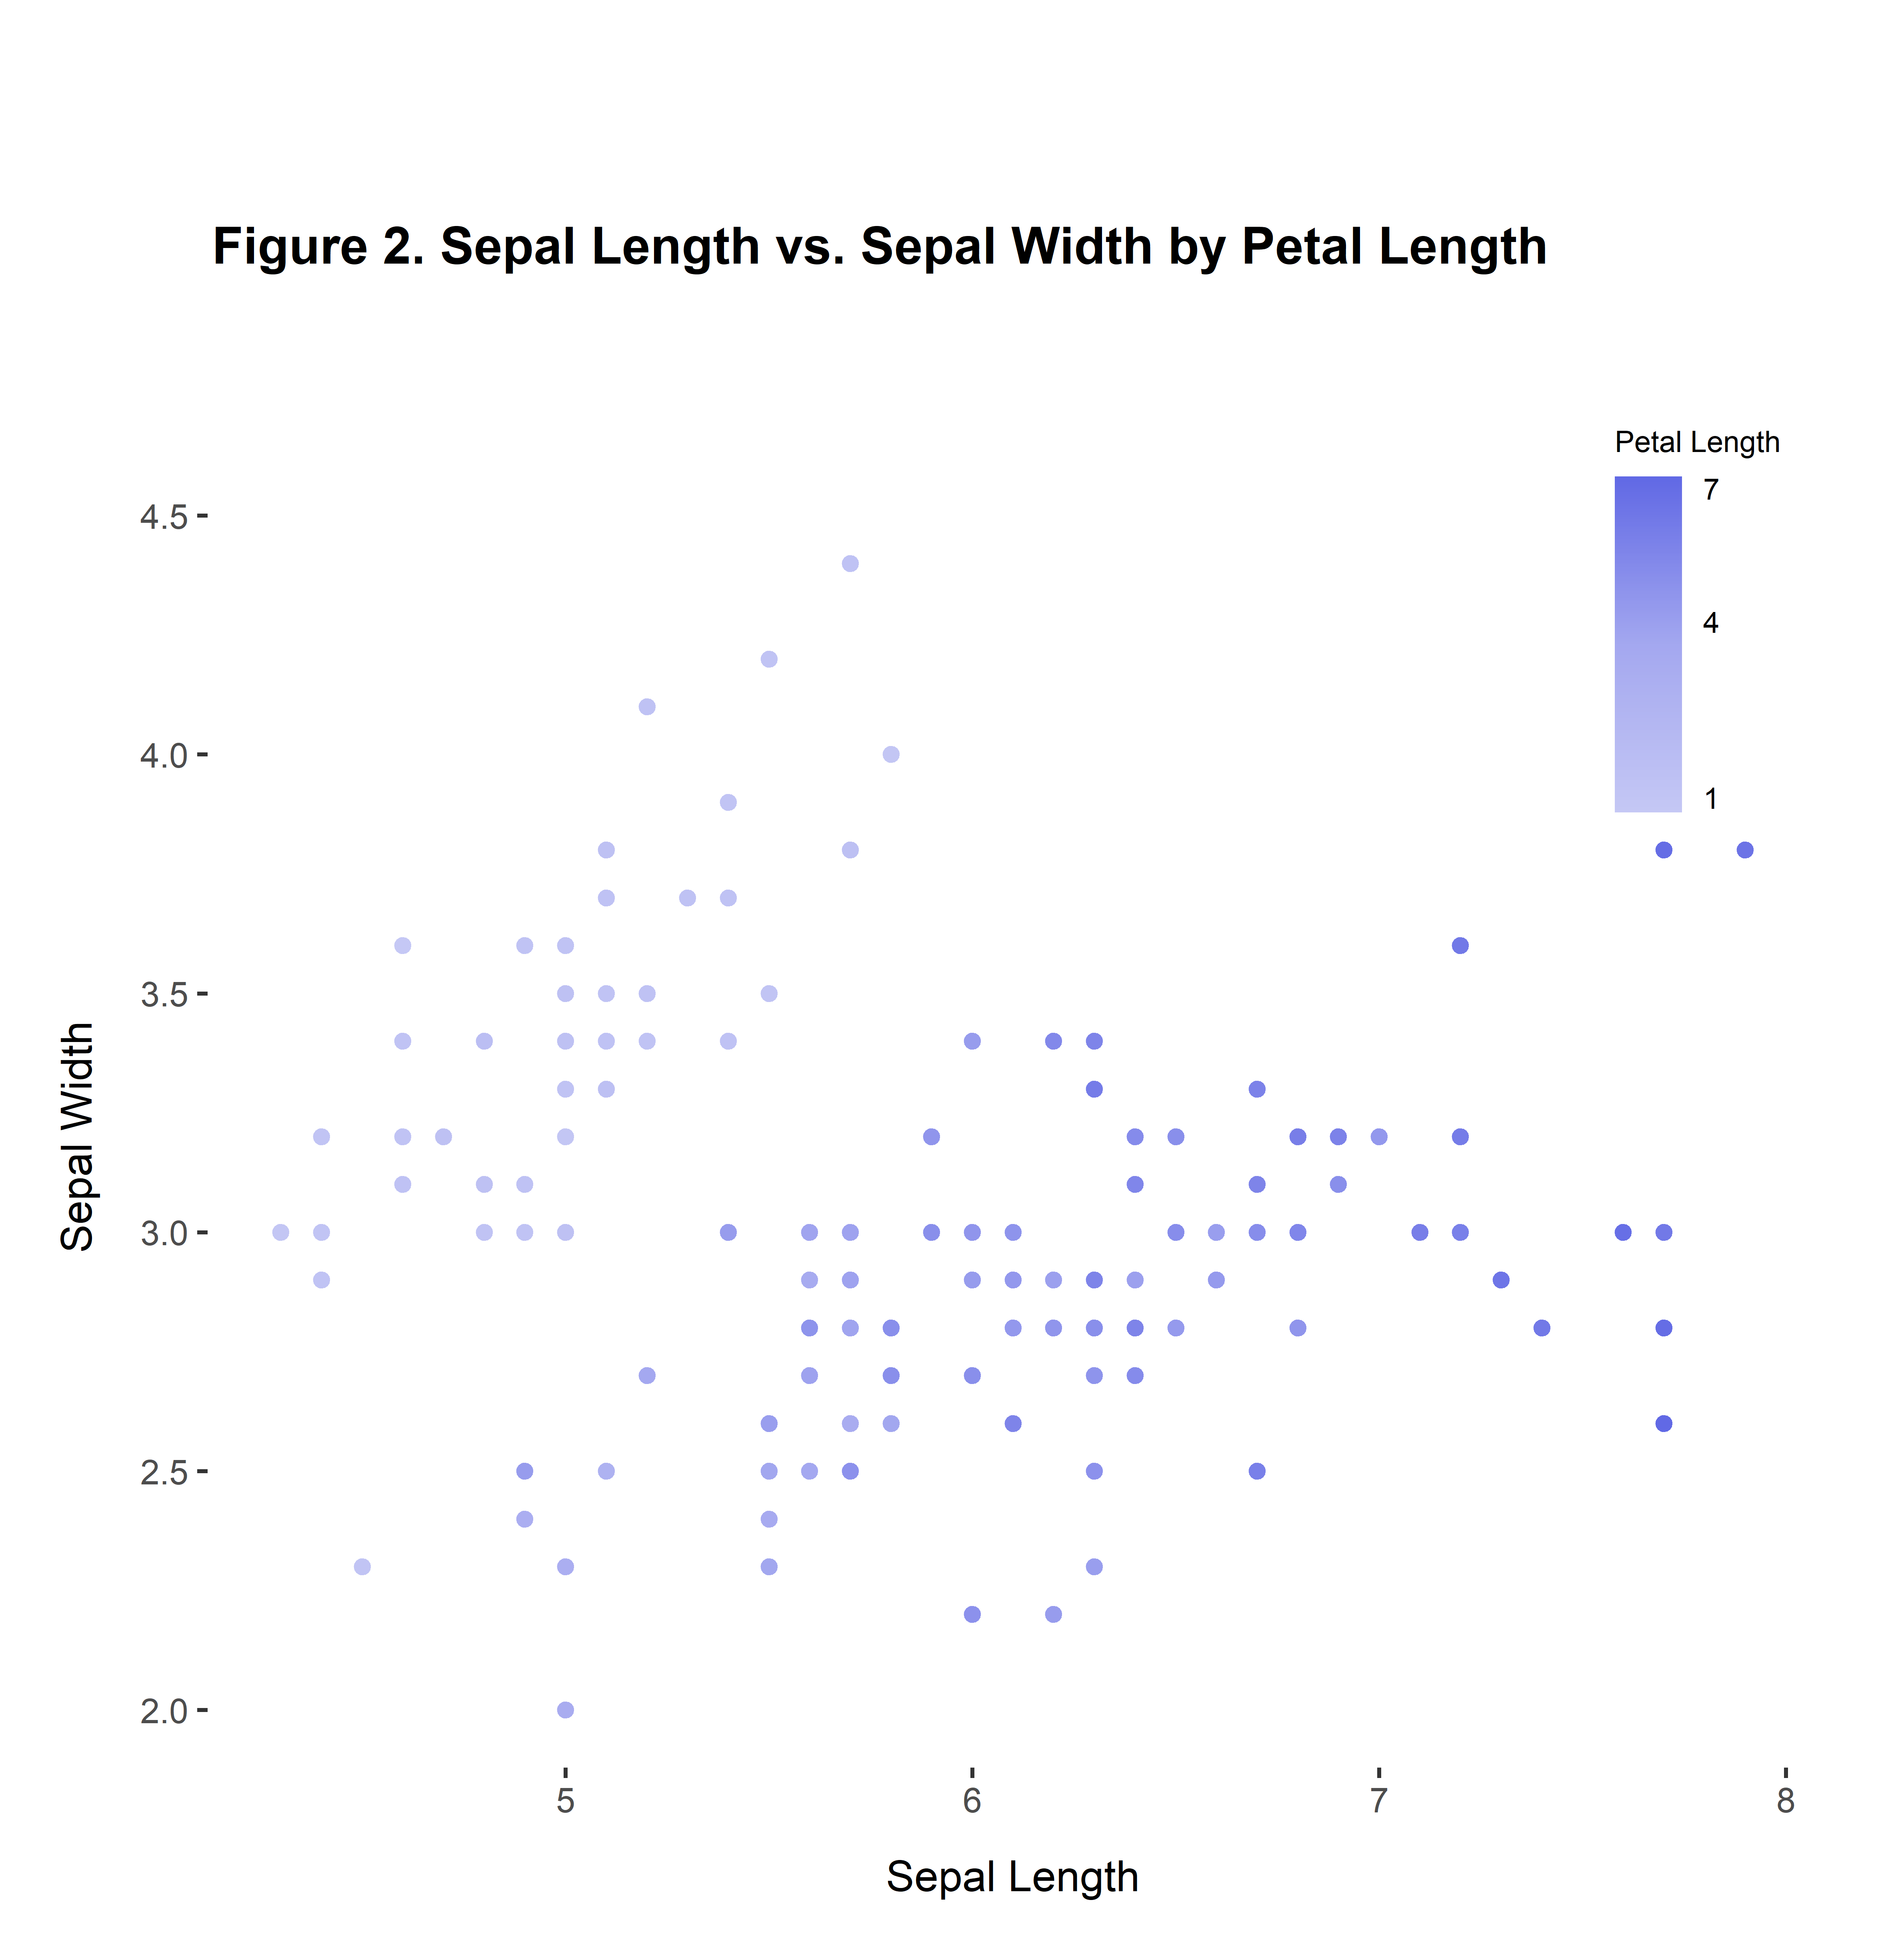 Figure 2. Sepal Length vs. Sepal Width by Petal Length
Petal Length
7
4
1
4.5
4.0
3.5
3.0
2.5
2.0
Sepal Width
5 6 7 8
Sepal Length